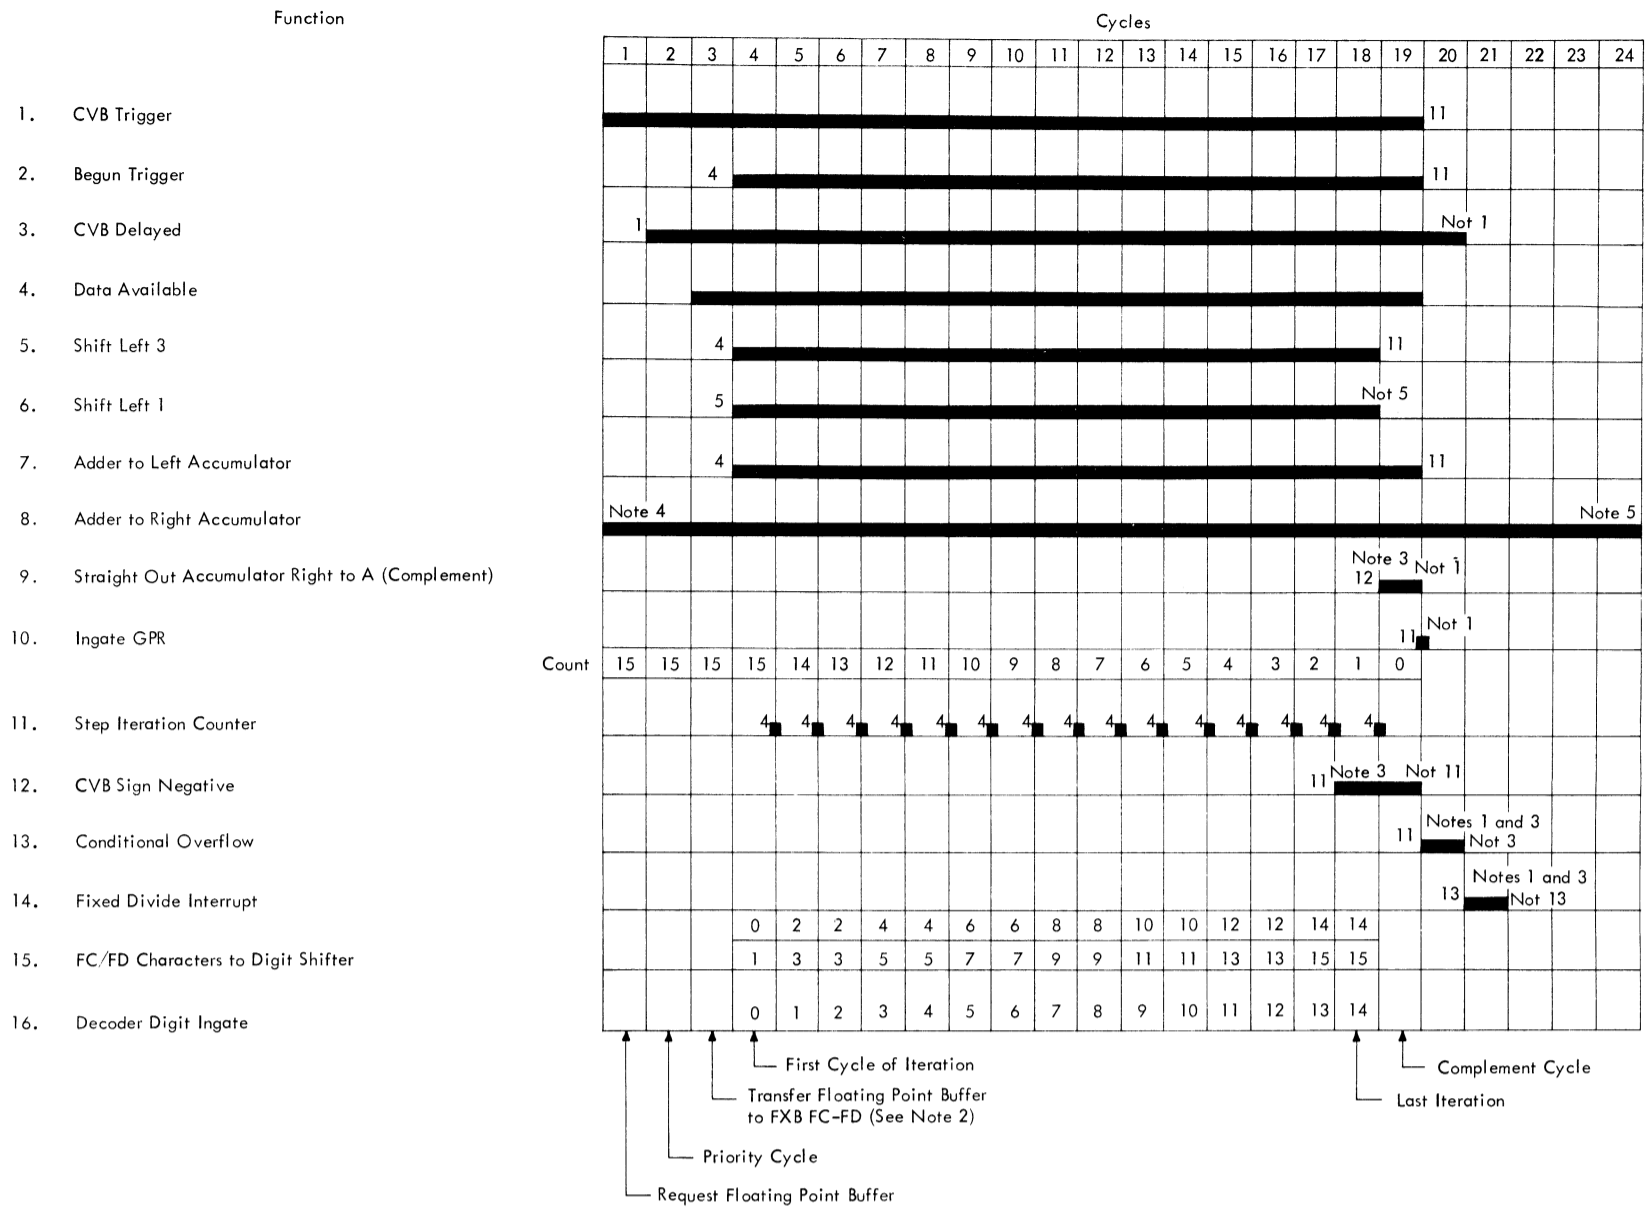 Function
Cycles
1 2 3 4 5 6 7 8 9 10 11 12 13 14 15 16 17 18 19 20 21 22 23 24
1. CVB Trigger 11
2. Begun Trigger 4 11
3. CVB Delayed 1 Not 1
4. Data Available
5. Shift Left 3 4 11
6. Shift Left 1 5 Not 5
7. Adder to Left Accumulator 4 11
8. Adder to Right Accumulator Note 4 Note 5
9. Straight Out Accumulator Right to A (Complement) Note 3 12 Not 1
10. Ingate GPR 11 Not 1
Count 15 15 15 15 14 13 12 11 10 9 8 7 6 5 4 3 2 1 0
11. Step Iteration Counter 4 4 4 4 4 4 4 4 4 4 4 4 4 4 4
12. CVB Sign Negative 11 Note 3 Not 11
13. Conditional Overflow 11 Notes 1 and 3 Not 3
14. Fixed Divide Interrupt 13 Notes 1 and 3 Not 13
0 2 2 4 4 6 6 8 8 10 10 12 12 14 14
15. FC/FD Characters to Digit Shifter 1 3 3 5 5 7 7 9 9 11 11 13 13 15 15
16. Decoder Digit Ingate 0 1 2 3 4 5 6 7 8 9 10 11 12 13 14
First Cycle of Iteration
Complement Cycle
Transfer Floating Point Buffer
to FXB FC-FD (See Note 2)
Last Iteration
Priority Cycle
Request Floating Point Buffer